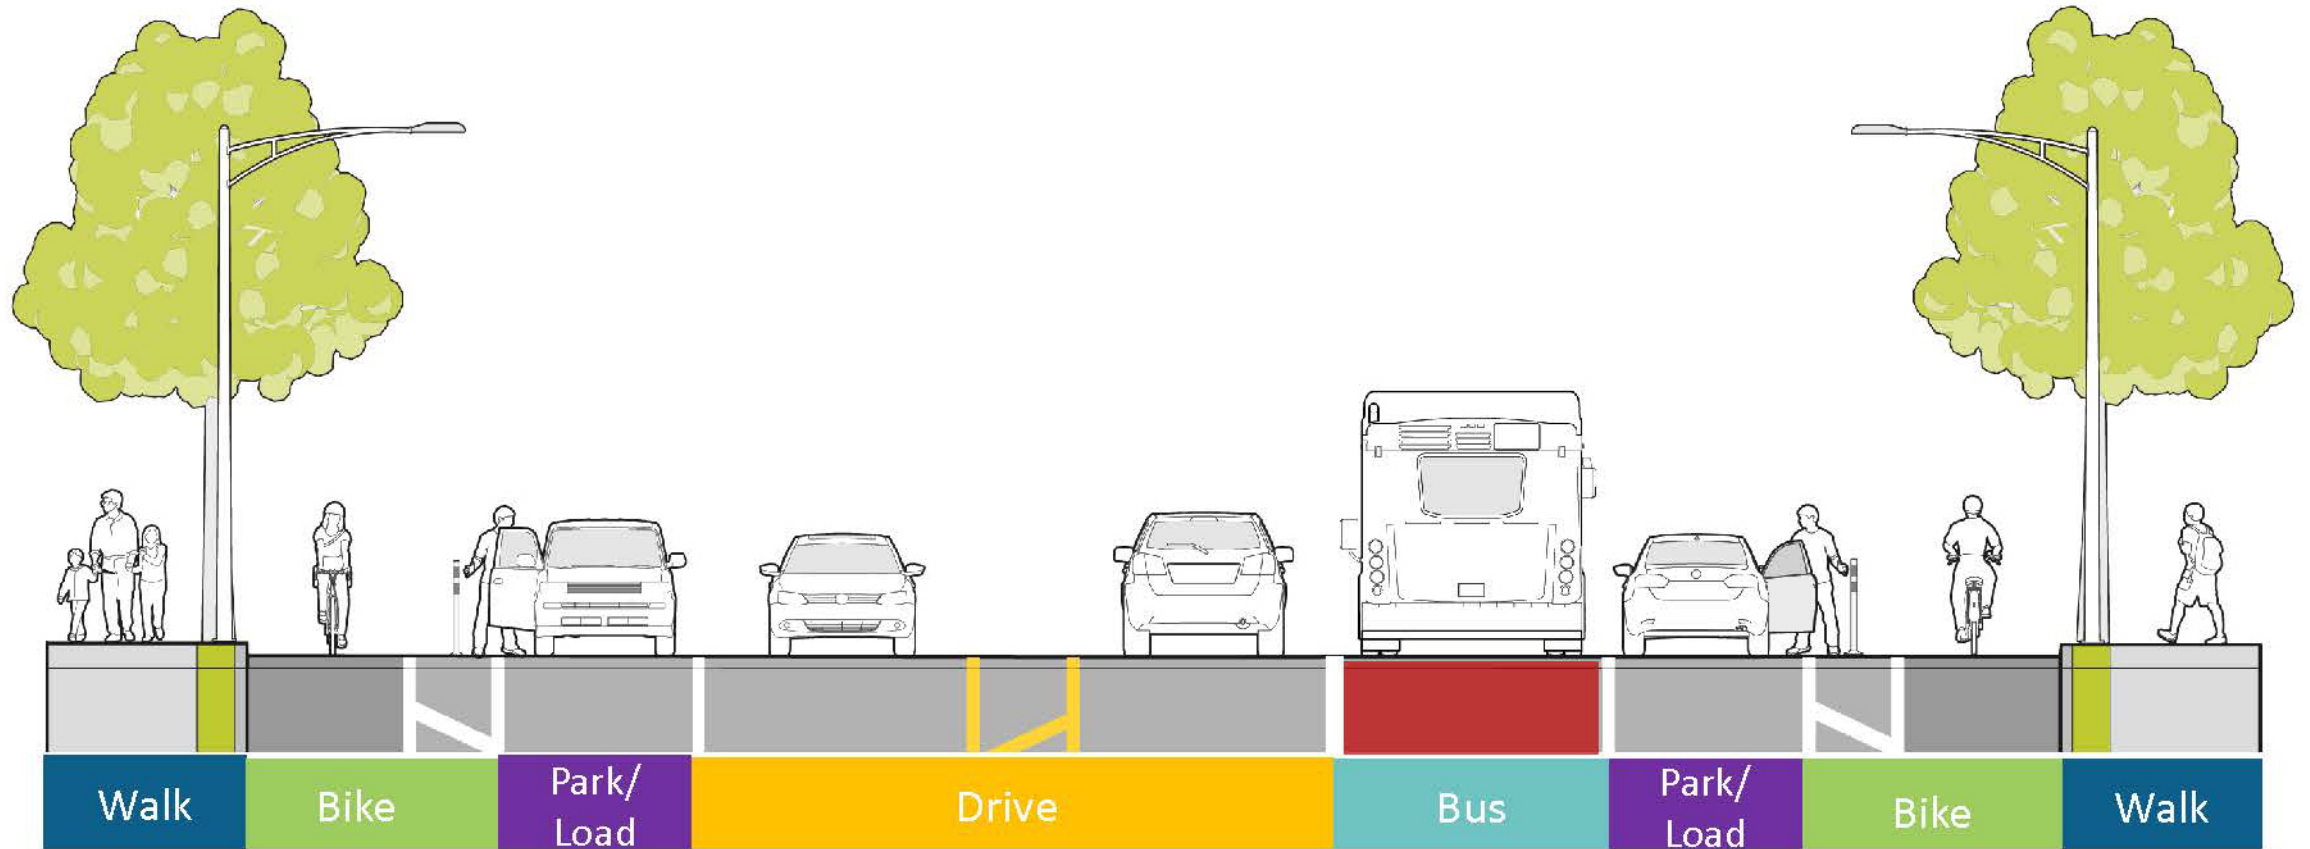 Walk
Bike
Park/
Load
Drive
Bus
Park/
Load
Bike
Walk